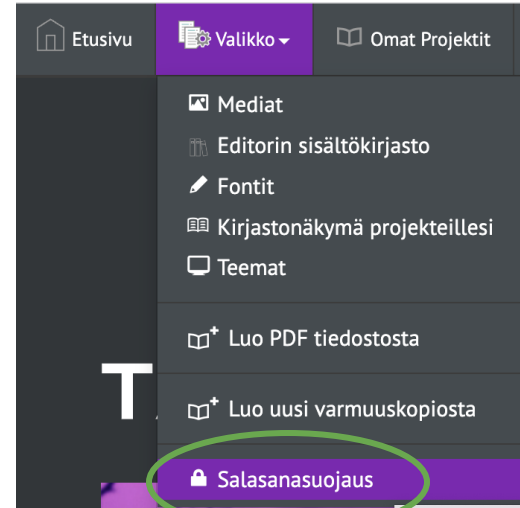 Etusivu Valikko Omat Projektit
Mediat
Editorin sisältökirjasto
Fontit
Kirjastonäkymä projekteillesi
Teemat
Luo PDF tiedostosta
T
Luo uusi varmuuskopiosta
Salasanasuojaus